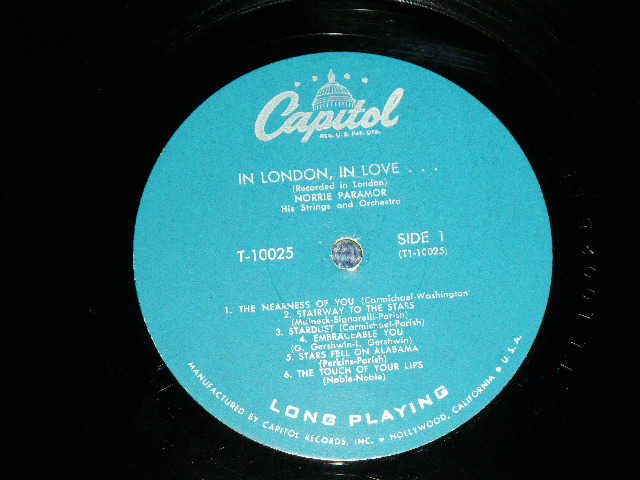 Capitol
REG. U.S. PAT. OFF.
IN LONDON, IN LOVE . . .
(Recorded in London)
NORRIE PARAMOR
His Strings and Orchestra
T-10025
SIDE 1
(T1-10025)
1. THE NEARNESS OF YOU (Carmichael-Washington)
2. STAIRWAY TO THE STARS
(Malneck-Signorelli-Parish)
3. STARDUST (Carmichael-Parish)
4. EMBRACEABLE YOU
(G. Gershwin-I. Gershwin)
5. STARS FELL ON ALABAMA
(Perkins-Parish)
6. THE TOUCH OF YOUR LIPS
(Noble-Noble)
LONG PLAYING
MANUFACTURED BY CAPITOL RECORDS, INC. • HOLLYWOOD, CALIFORNIA • U.S.A.